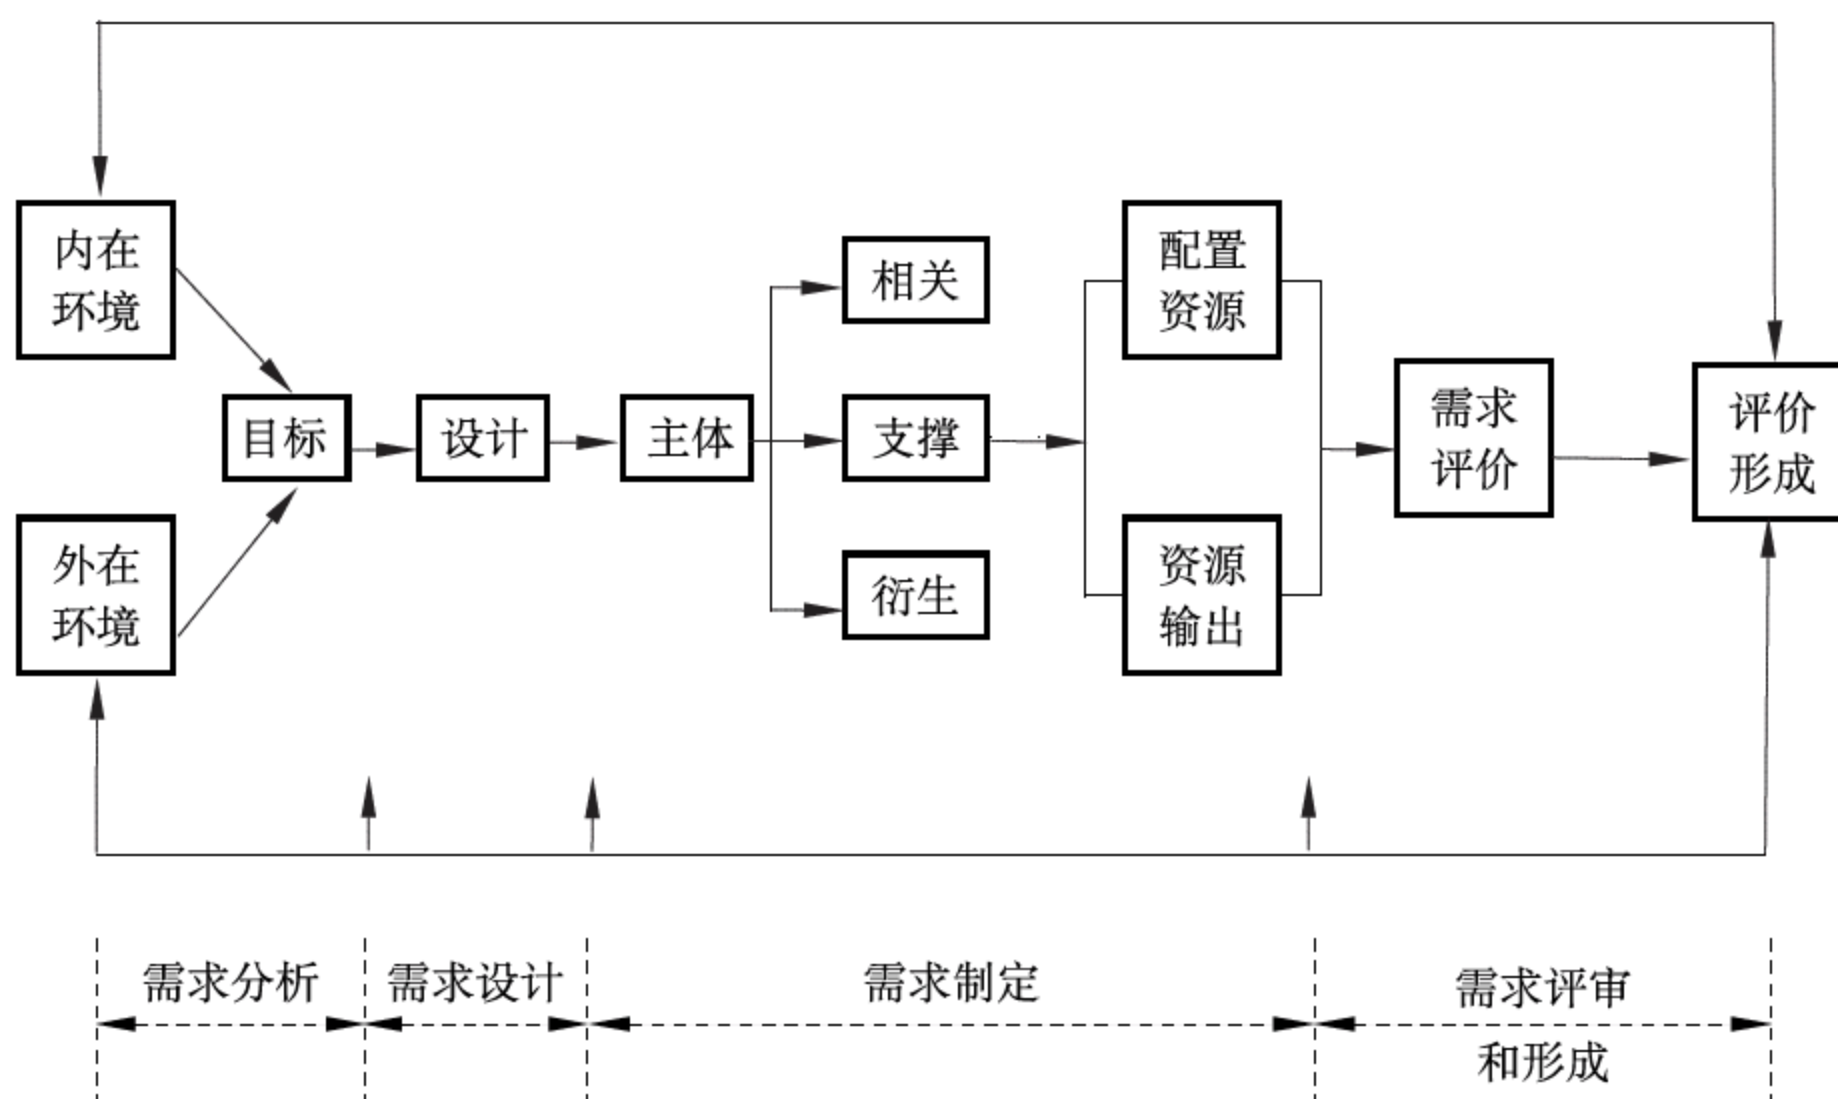 内在
环境
外在
环境
目标
设计
主体
相关
支撑
衍生
配置
资源
资源
输出
需求
评价
评价
形成
需求分析
需求设计
需求制定
需求评审
和形成